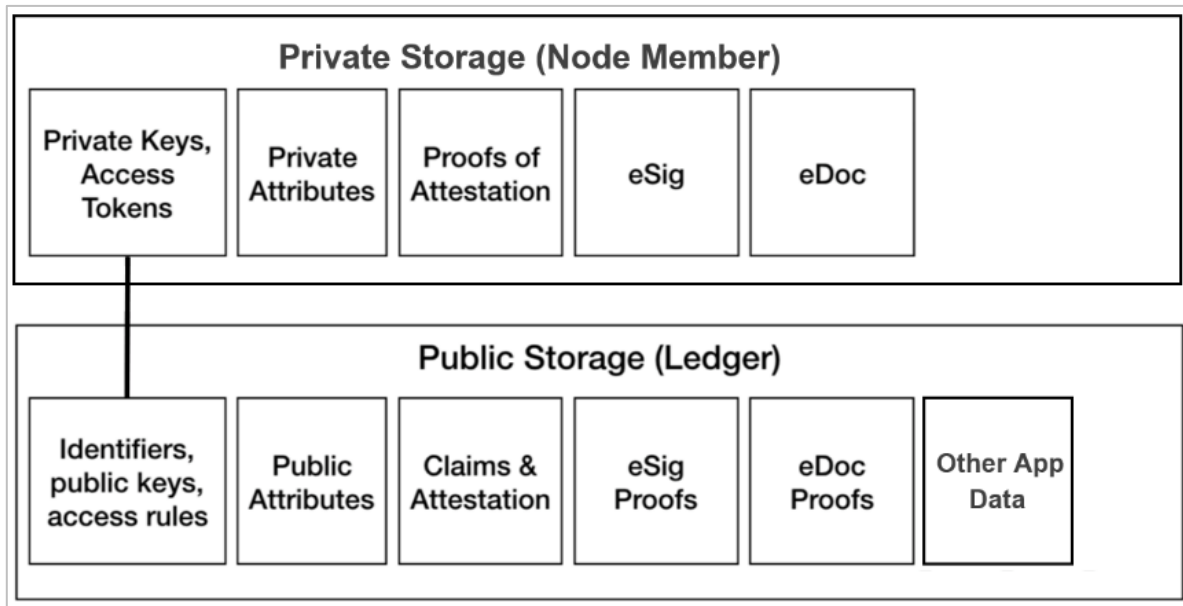 Private Storage (Node Member)
Private Keys,
Access
Tokens
Private
Attributes
Proofs of
Attestation
eSig
eDoc
Public Storage (Ledger)
Identifiers,
public keys,
access rules
Public
Attributes
Claims &
Attestation
eSig
Proofs
eDoc
Proofs
Other App
Data